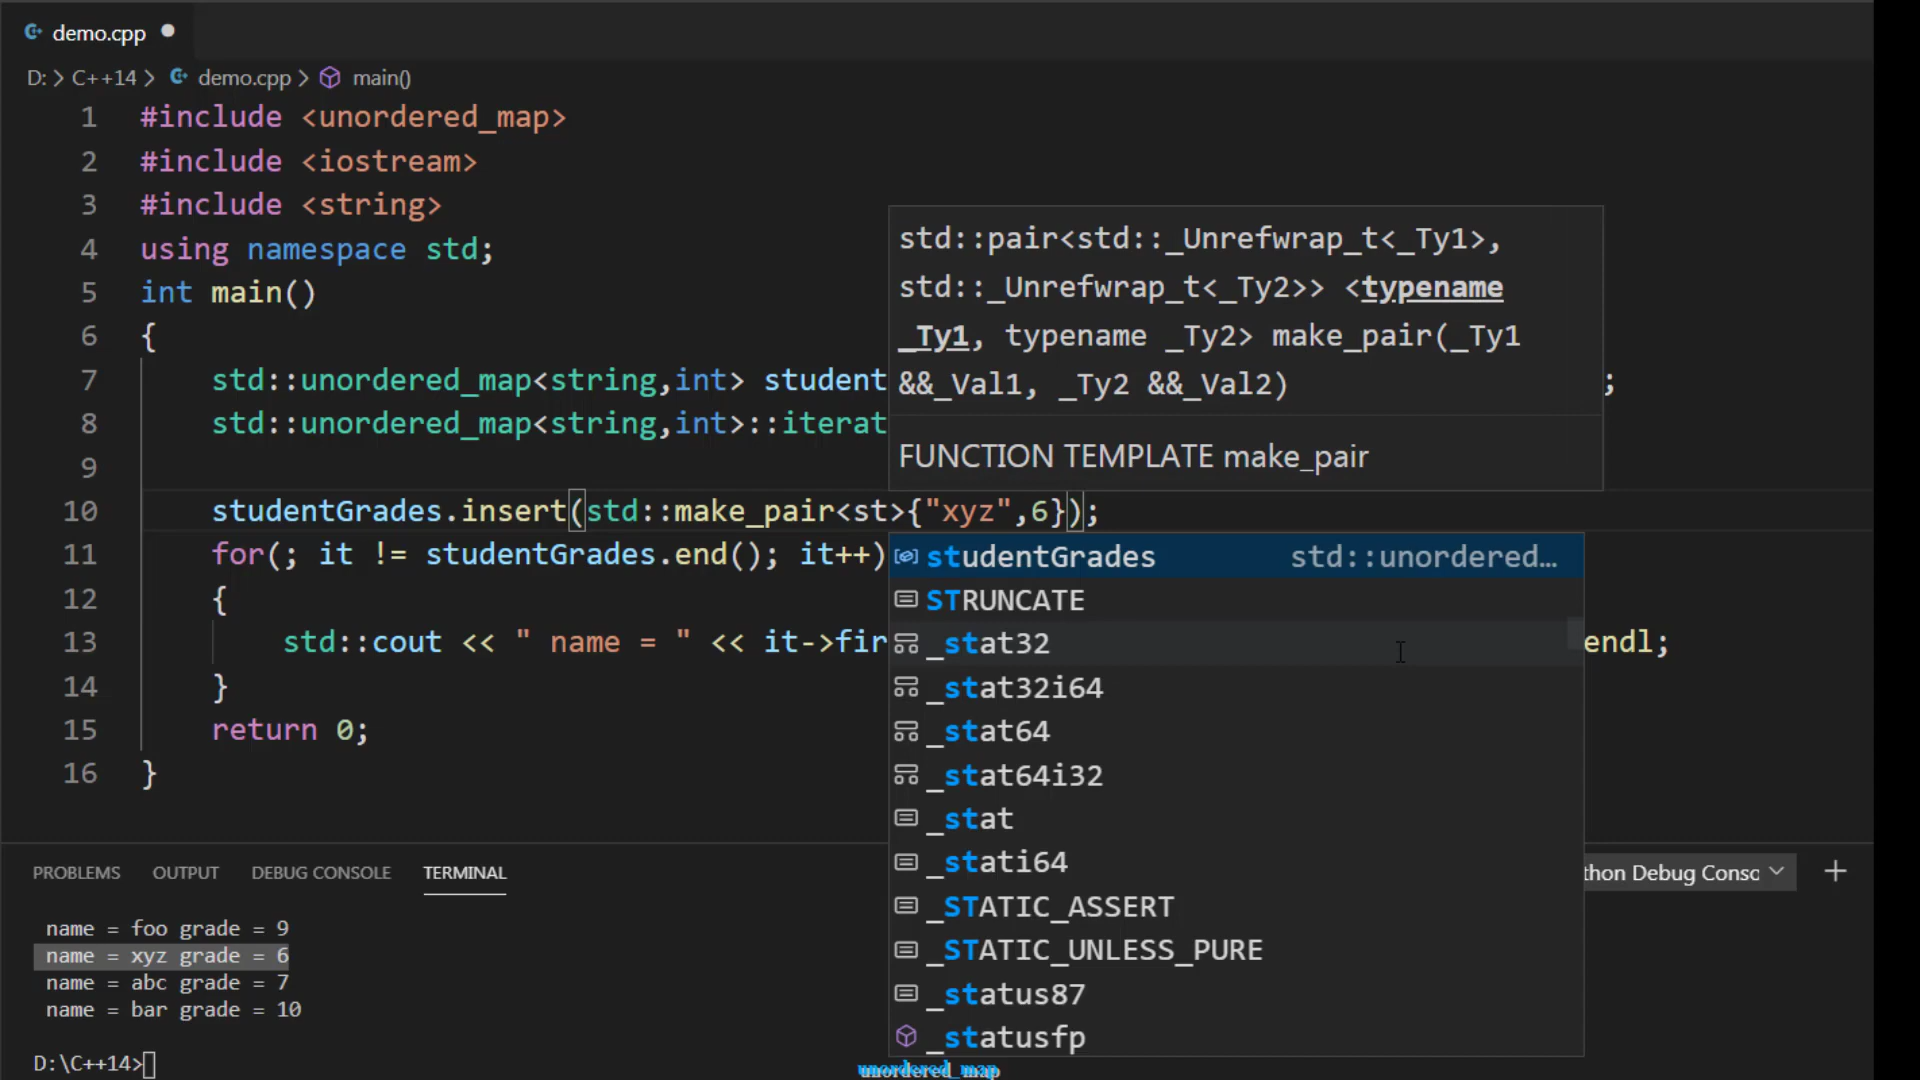 demo.cpp
D: > C++14 > demo.cpp > main()
1 #include <unordered_map>
2 #include <iostream>
3 #include <string>
4 using namespace std;
5 int main()
6 {
7 std::unordered_map<string,int> student ;
8 std::unordered_map<string,int>::iterat
9
10 studentGrades.insert(std::make_pair<st>{"xyz",6});
11 for(; it != studentGrades.end(); it++)
12 {
13 std::cout << " name = " << it->fir endl;
14 }
15 return 0;
16 }
std::pair<std::_Unrefwrap_t<_Ty1>,
std::_Unrefwrap_t<_Ty2>> <typename
_Ty1, typename _Ty2> make_pair(_Ty1
&&_Val1, _Ty2 &&_Val2)
FUNCTION TEMPLATE make_pair
studentGrades std::unordered…
STRUNCATE
_stat32
_stat32i64
_stat64
_stat64i32
_stat
_stati64
_STATIC_ASSERT
_STATIC_UNLESS_PURE
_status87
_statusfp
PROBLEMS OUTPUT DEBUG CONSOLE TERMINAL
thon Debug Consc
name = foo grade = 9
name = xyz grade = 6
name = abc grade = 7
name = bar grade = 10
D:\C++14>
unordered_map